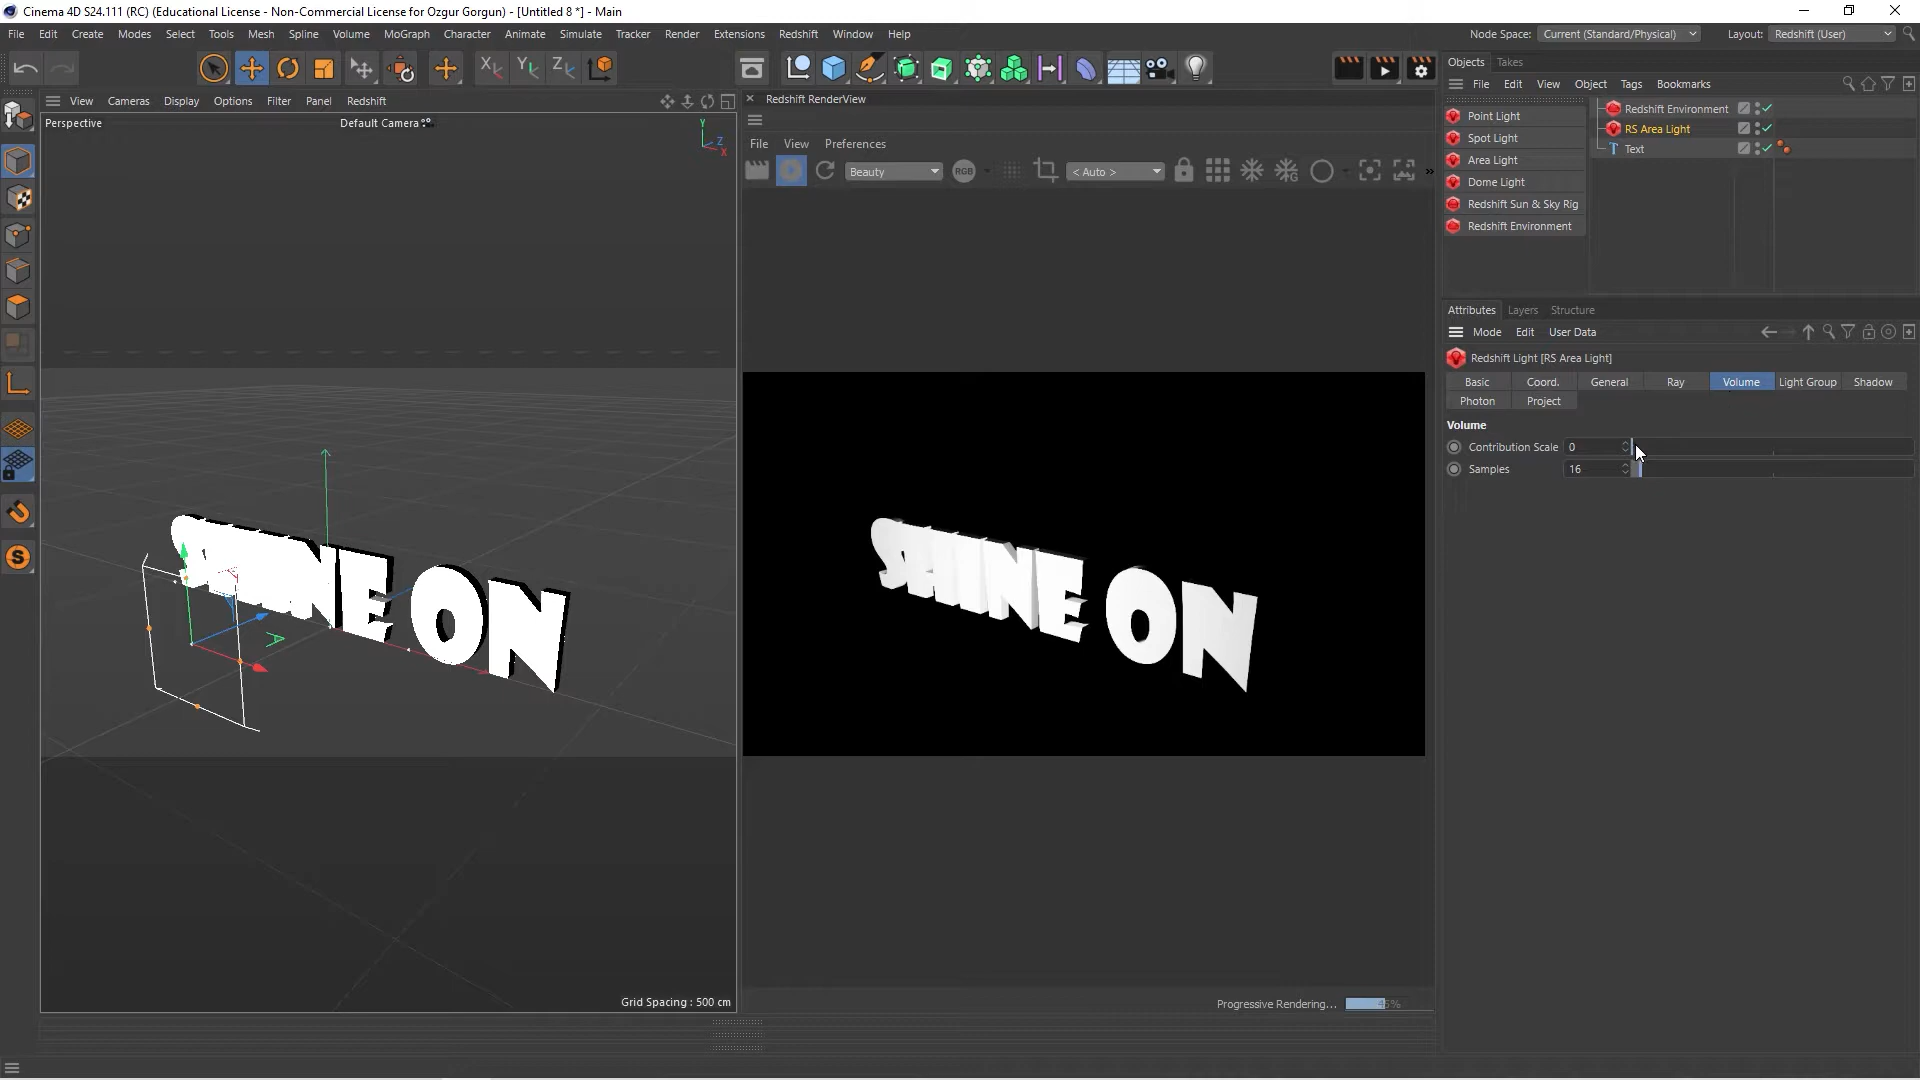 Cinema 4D S24.111 (RC) (Educational License - Non-Commercial License for Ozgur Gorgun) - [Untitled 8 *] - Main
File Edit Create Modes Select Spline Volume MoGraph Character Animate Simulate Tracker Render Extensions Redshift Window Help
Node Space: Current (Standard/Physical) Layout: Redshift (User)
X Y Z
Objects Takes
View Cameras Display Options Filter Panel Redshift
Redshift RenderView
File Edit View Object Tags Bookmarks
Perspective
Default Camera
Y
Z
X
File View Preferences
Beauty
RGB
< Auto >
Point Light
Spot Light
Area Light
Dome Light
Redshift Sun & Sky Rig
Redshift Environment
Redshift Environment
RS Area Light
Text
Attributes Layers Structure
Mode Edit User Data
Redshift Light [RS Area Light]
Basic Coord. General Ray Volume Light Group Shadow
Photon Project
Volume
Contribution Scale 0
Samples 16
SHINE ON
SHINE ON
Grid Spacing : 500 cm
Progressive Rendering...